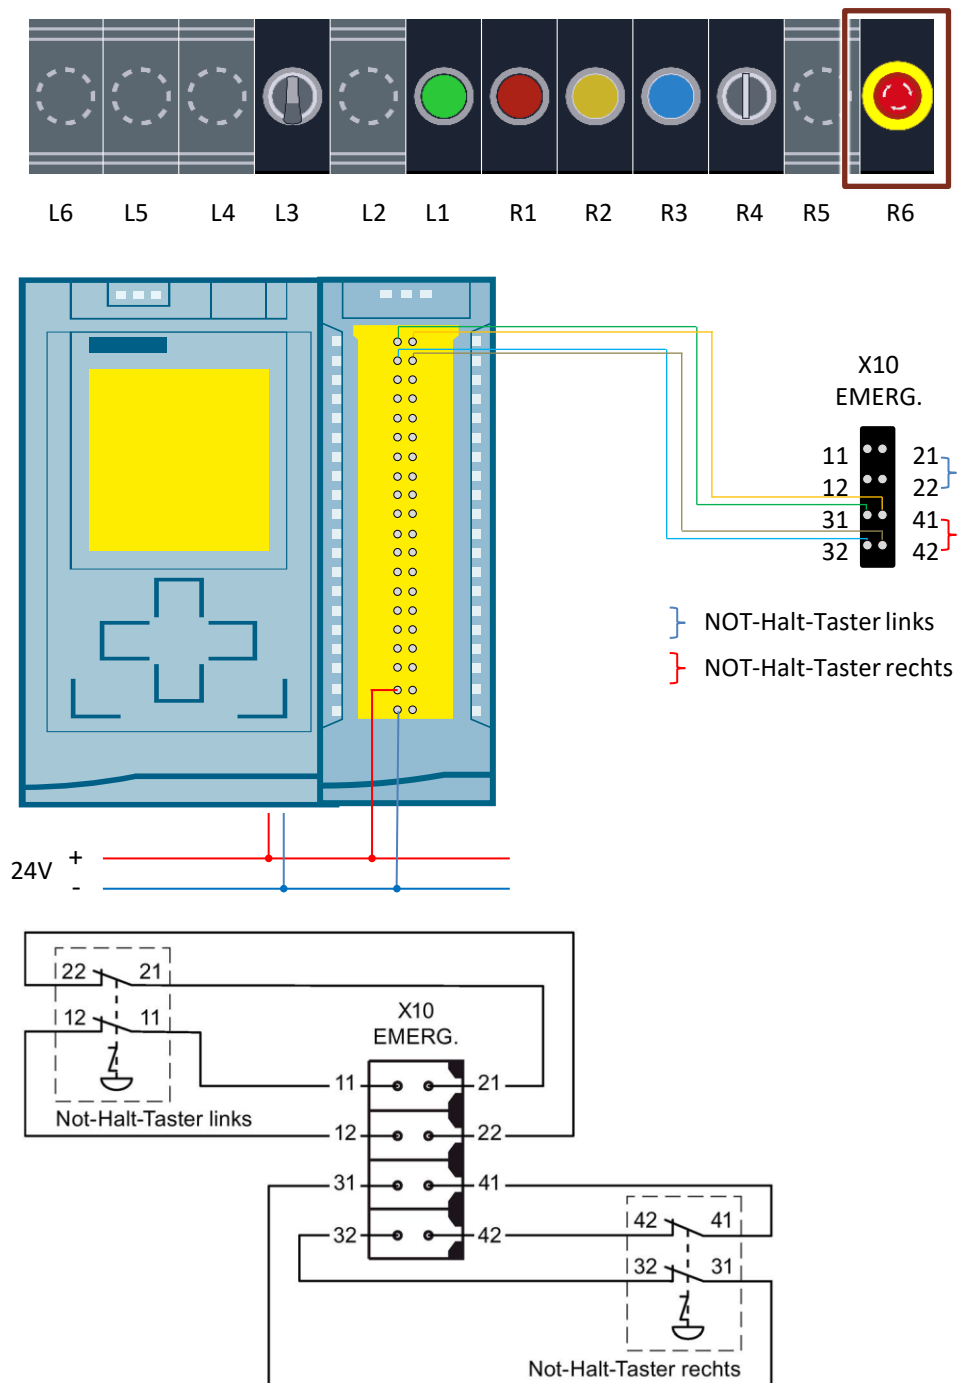 L6 L5 L4 L3 L2 L1 R1 R2 R3 R4 R5 R6
X10
EMERG.
11 21
12 22
31 41
32 42
NOT-Halt-Taster links
NOT-Halt-Taster rechts
24V +
-
22 21
12 11
Not-Halt-Taster links
X10
EMERG.
11 21
12 22
31 41
32 42
42 41
32 31
Not-Halt-Taster rechts